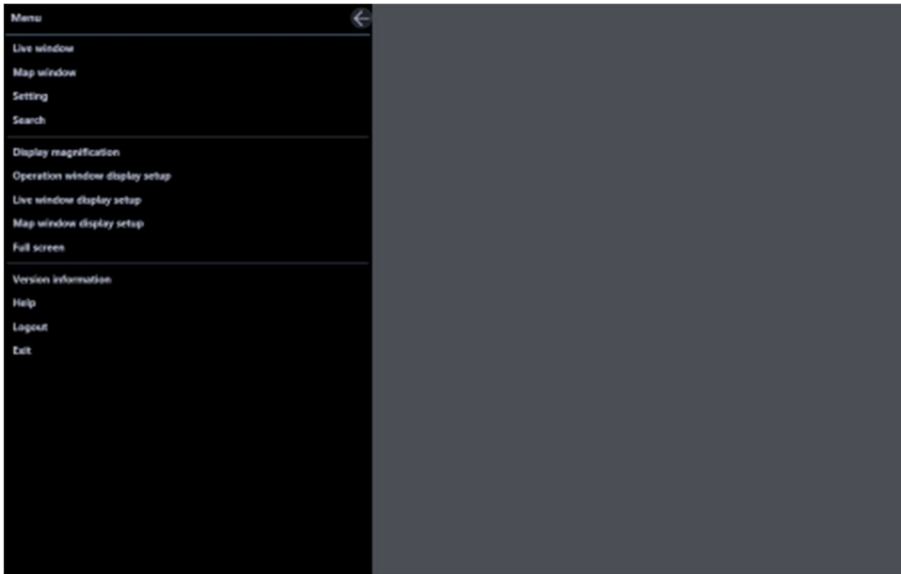 Menu
Live window
Map window
Setting
Search
Display magnification
Operation window display setup
Live window display setup
Map window display setup
Full screen
Version information
Help
Logout
Exit